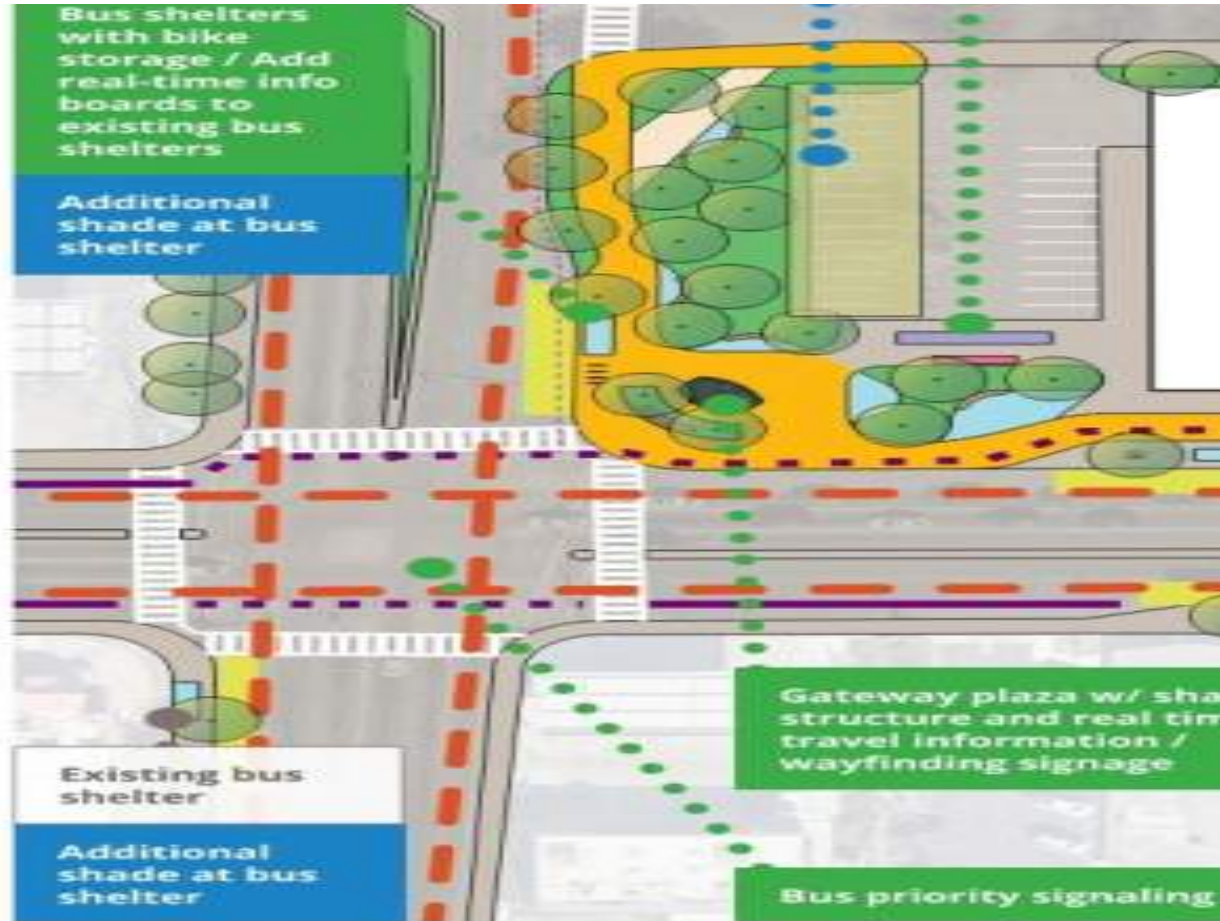 Bus shelters
with bike
storage / Add
real-time info
boards to
existing bus
shelters
Additional
shade at bus
shelter
Gateway plaza w/ sha
structure and real tim
travel information /
wayfinding signage
Existing bus
shelter
Additional
shade at bus
shelter
Bus priority signaling